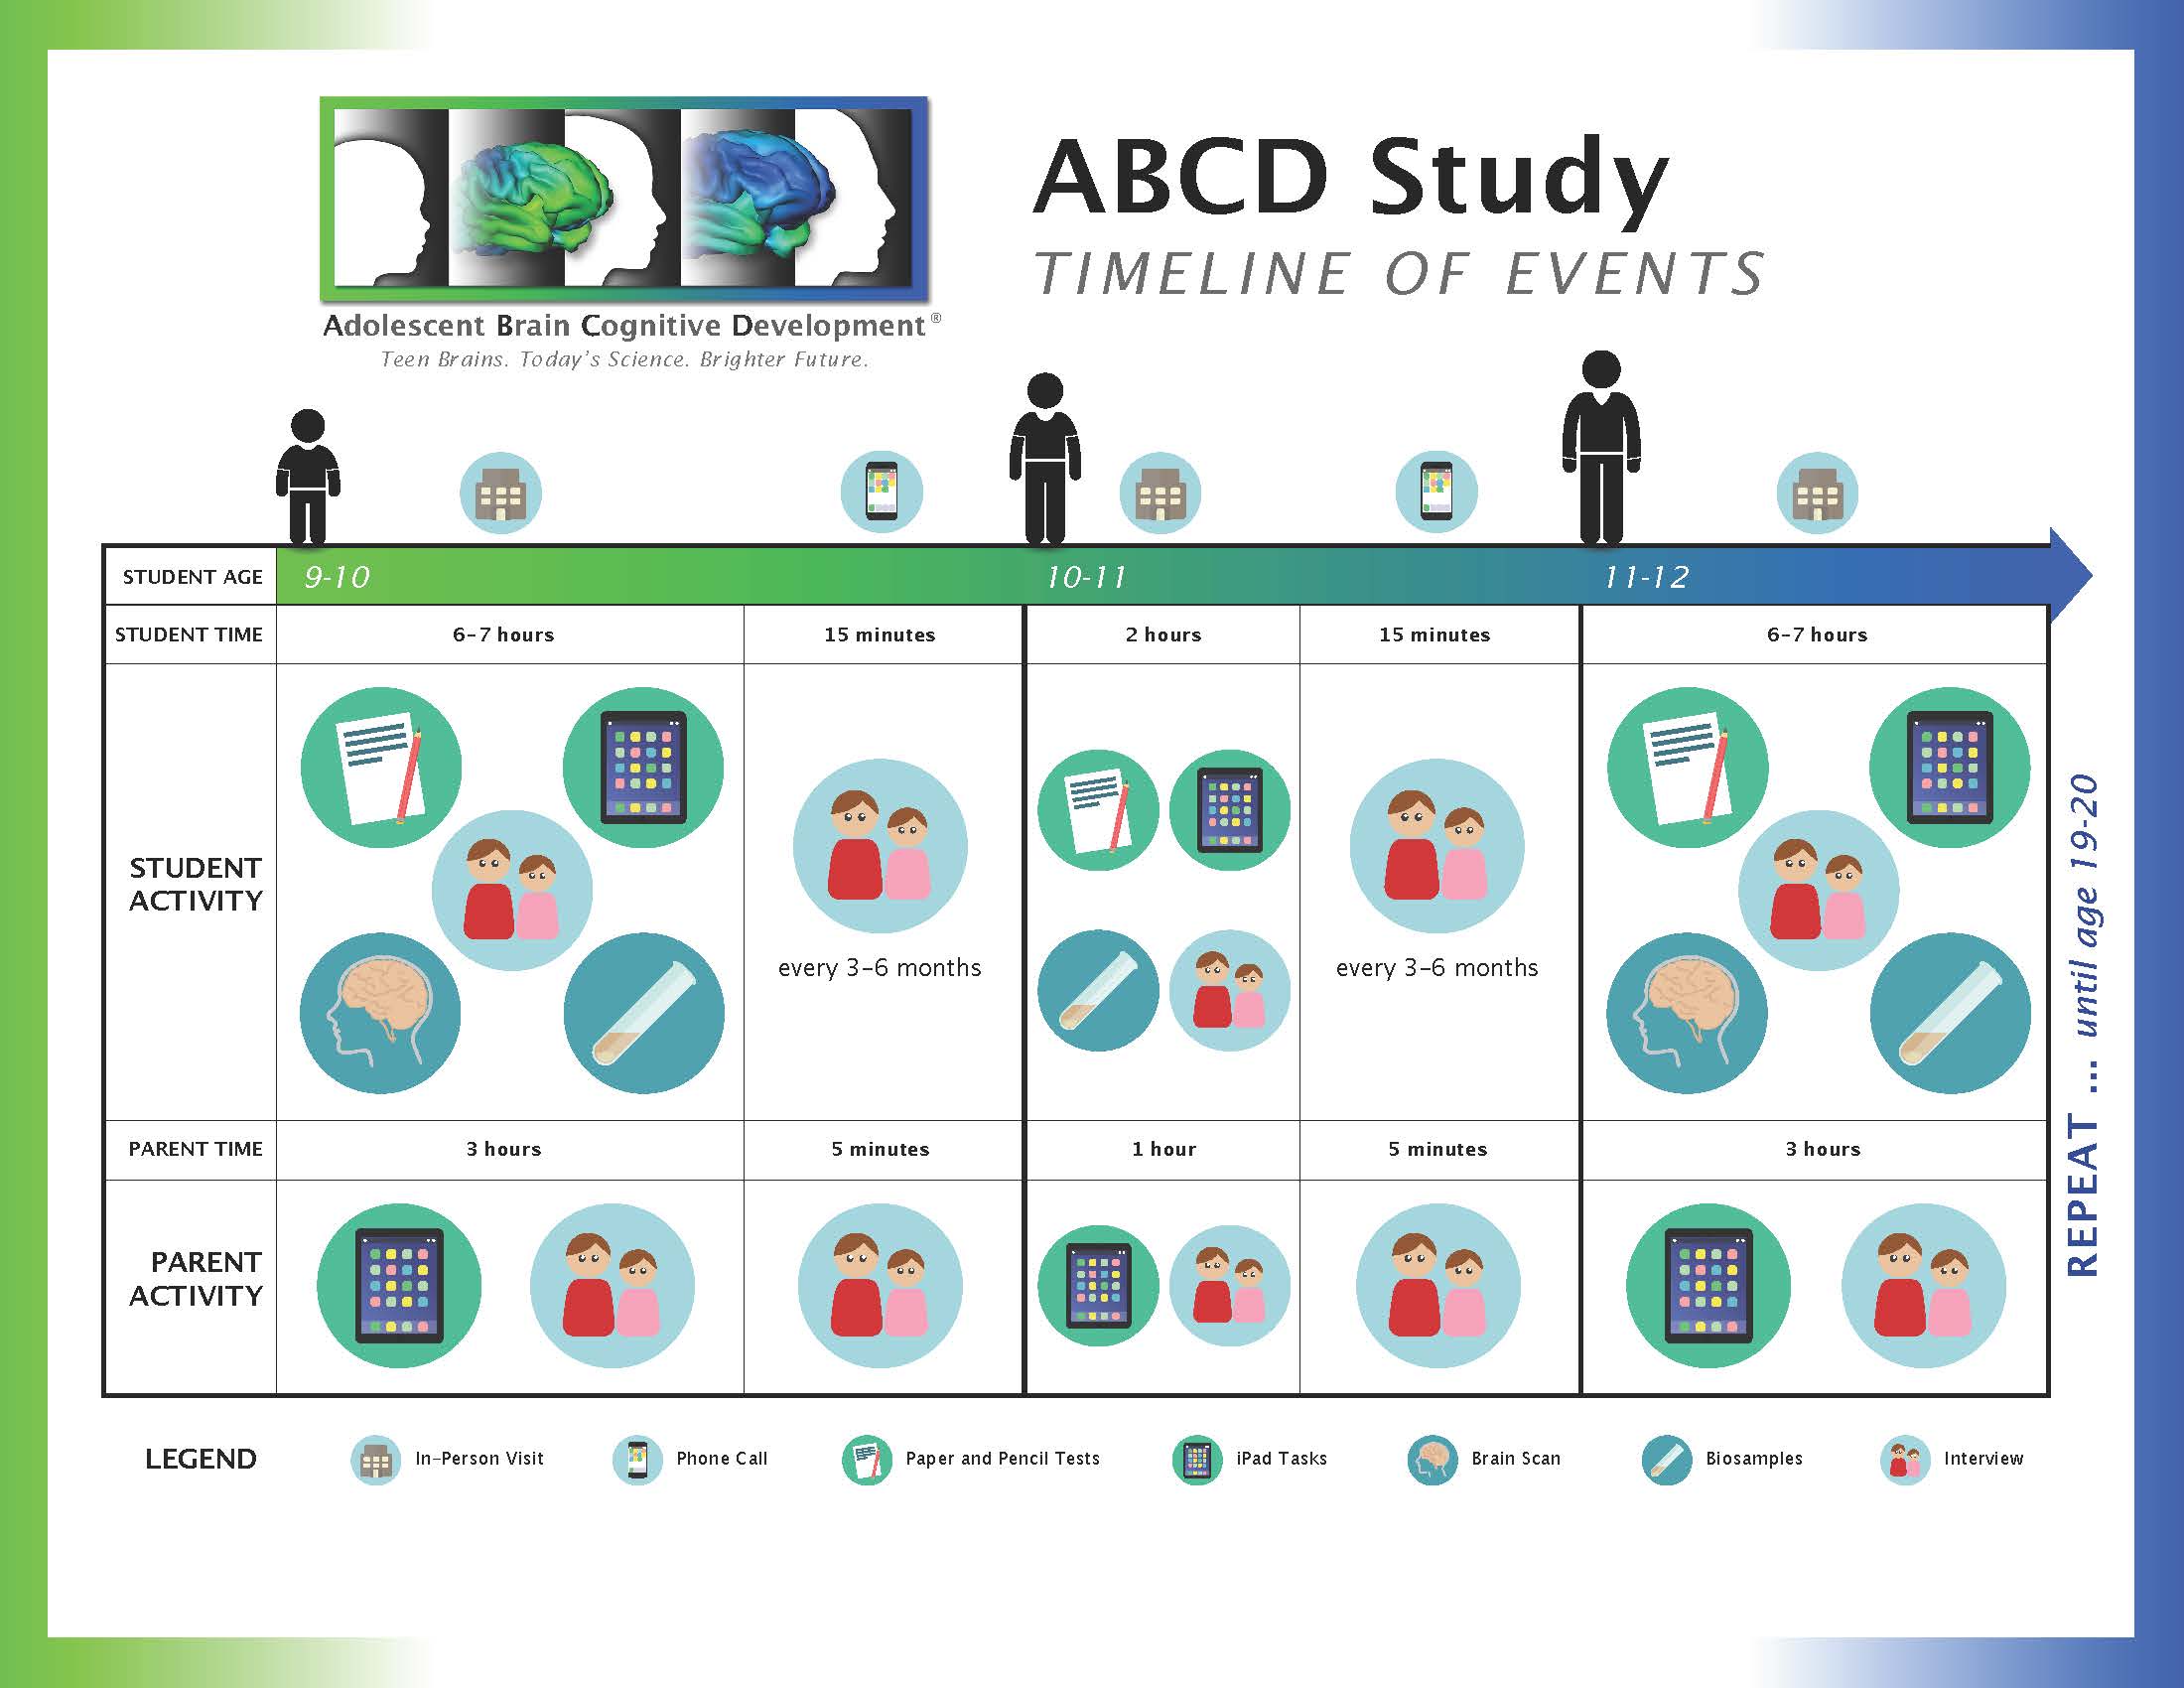 ABCD Study
TIMELINE OF EVENTS
Adolescent Brain Cognitive Development®
Teen Brains. Today's Science. Brighter Future.
STUDENT AGE 9-10 10-11 11-12
STUDENT TIME 6-7 hours 15 minutes 2 hours 15 minutes 6-7 hours
STUDENT
ACTIVITY
every 3-6 months every 3-6 months
PARENT TIME 3 hours 5 minutes 1 hour 5 minutes 3 hours
PARENT
ACTIVITY
REPEAT ... until age 19-20
LEGEND In-Person Visit Phone Call Paper and Pencil Tests iPad Tasks Brain Scan Biosamples Interview